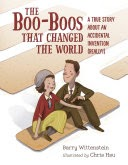 THE
BOO-BOOS
THAT CHANGED
THE WORLD
A TRUE STORY
ABOUT AN
ACCIDENTAL
INVENTION
(REALLY!)
Barry Wittenstein
illustrated by Chris Hsu